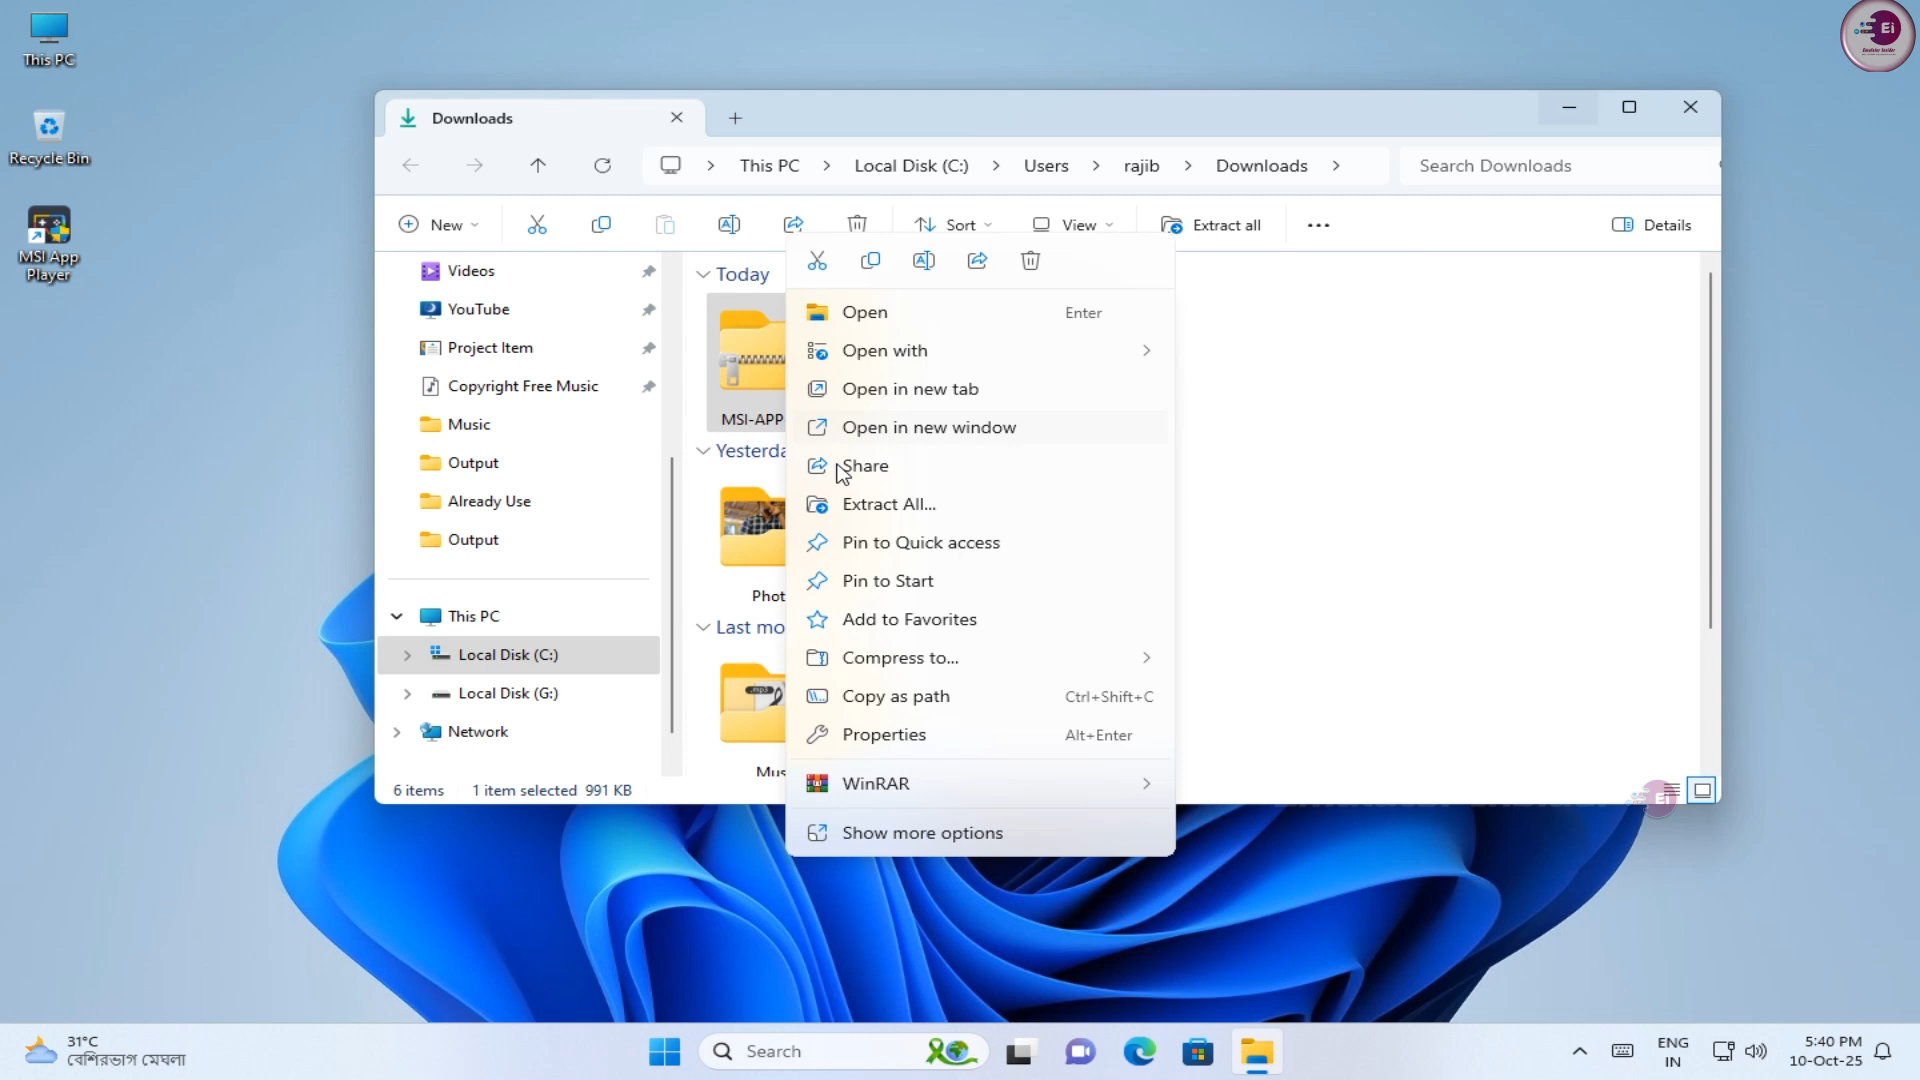 This PC
Recycle Bin
MSI App
Player
Ei
Downloads
This PC > Local Disk (C:) > Users > rajib > Downloads >
Search Downloads
New
Sort
View
Extract all
Details
Videos
YouTube
Project Item
Copyright Free Music
Music
Output
Already Use
Output
This PC
Local Disk (C:)
Local Disk (G:)
Network
6 items 1 item selected 991 KB
Today
MSI-APP
Yesterda
Phot
Last mo
.mp3
Mus
Open Enter
Open with
Open in new tab
Open in new window
Share
Extract All...
Pin to Quick access
Pin to Start
Add to Favorites
Compress to...
Copy as path Ctrl+Shift+C
Properties Alt+Enter
WinRAR
Show more options
Ei
31°C
বেশিরভাগ মেঘলা
Search
ENG
IN
5:40 PM
10-Oct-25